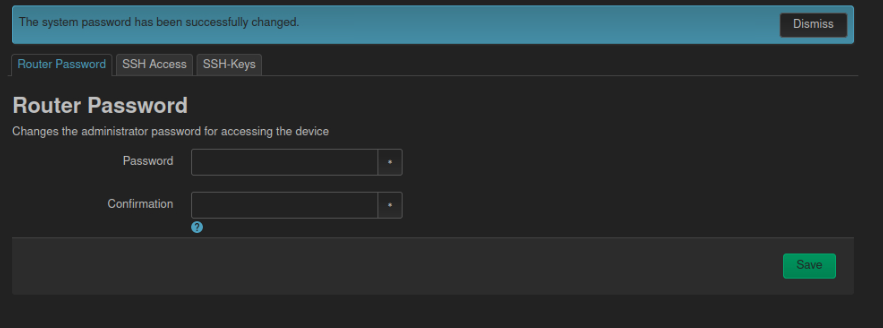 The system password has been successfully changed.
Dismiss
Router Password
SSH Access
SSH-Keys
Router Password
Changes the administrator password for accessing the device
Password
*
Confirmation
*
?
Save